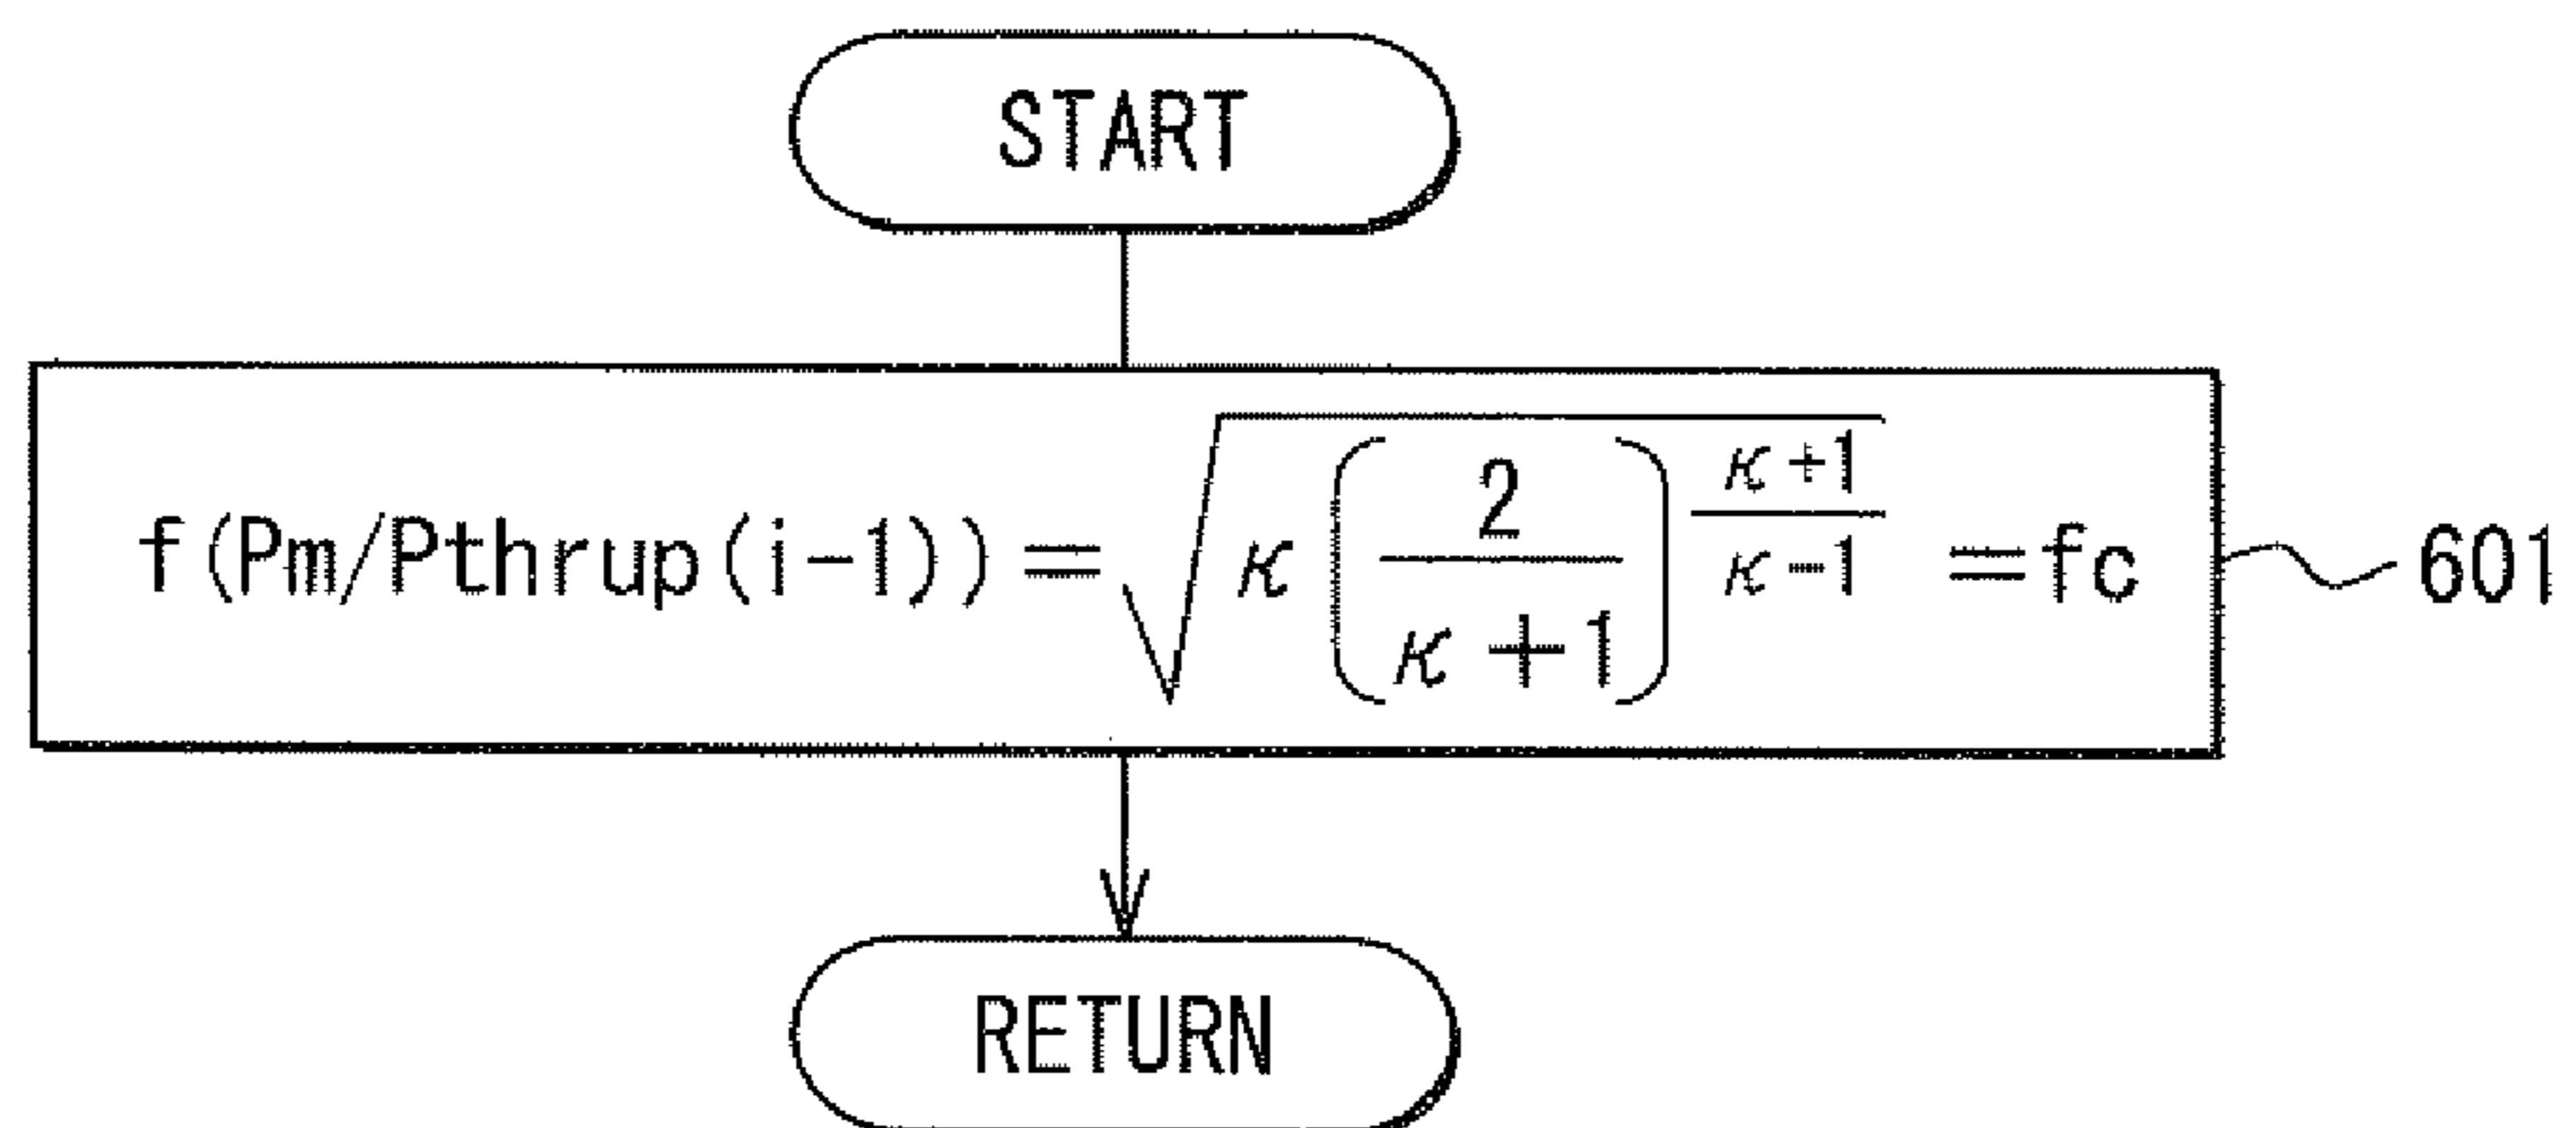 START
f(Pm/Pthrup(i-1))=√(κ(2/(κ+1))^((κ+1)/(κ-1)))=fc
601
RETURN